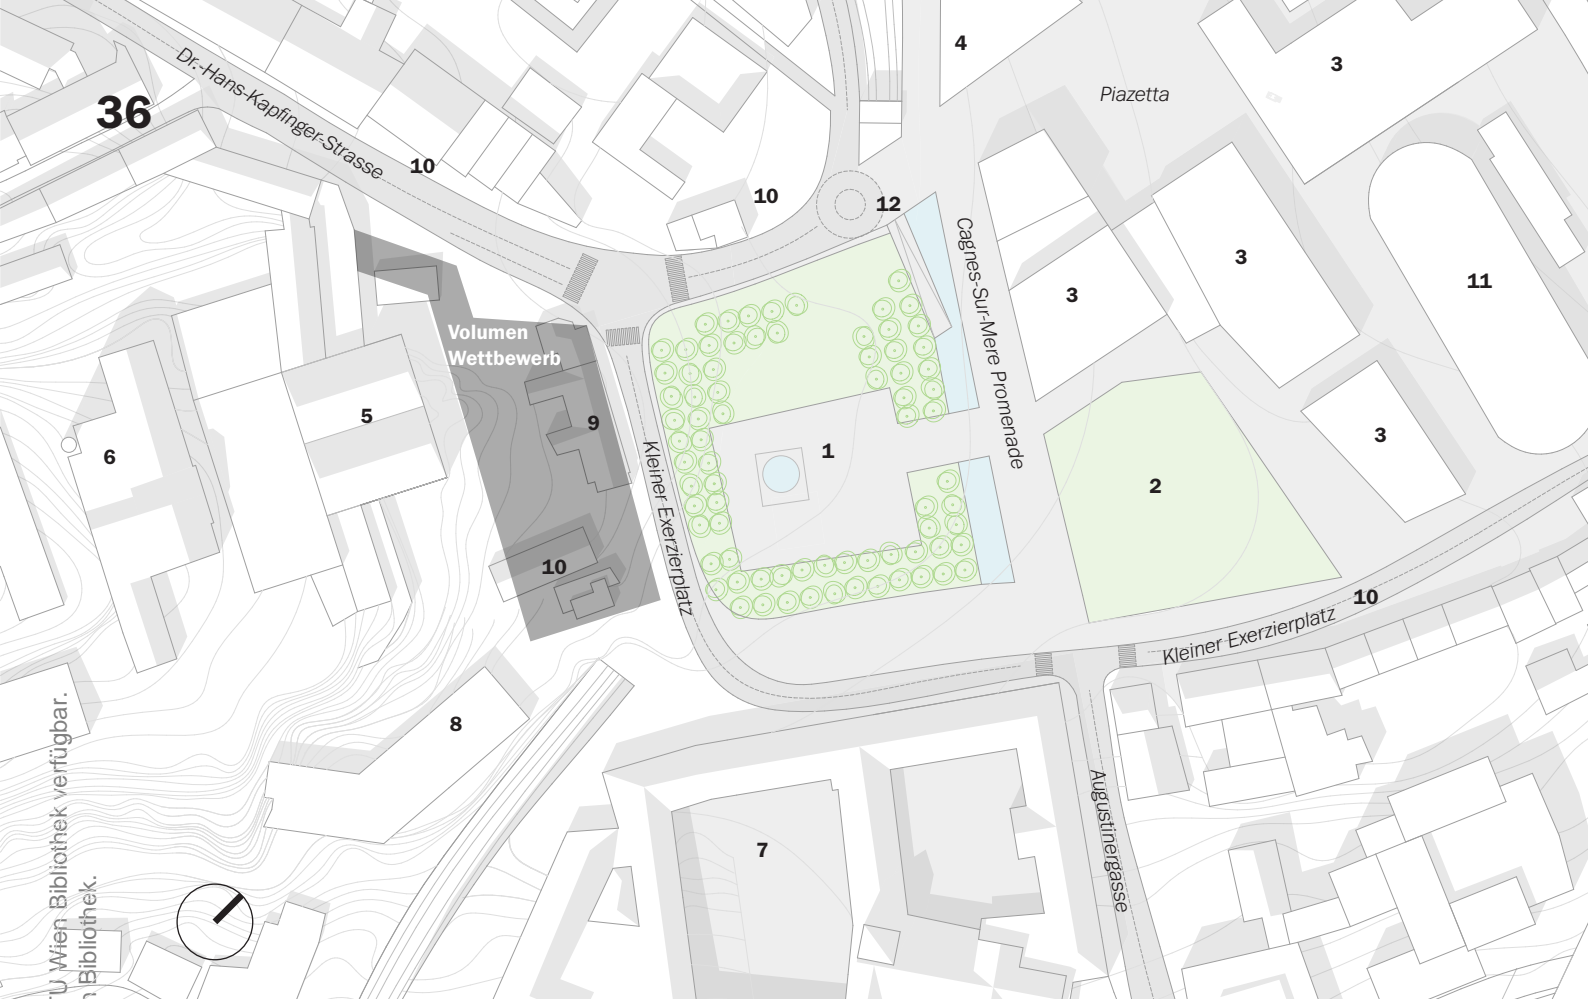 4
3
Piazetta
Dr.-Hans-Kapfinger-Strasse
36
10
10
12
Cagnes-Sur-Mere Promenade
3
3
11
Volumen
Wettbewerb
5
9
6
1
3
Kleiner Exerzierplatz
2
10
10
Kleiner Exerzierplatz
8
7
Augustinergasse
TU Wien Bibliothek verfügbar.
Bibliothek.